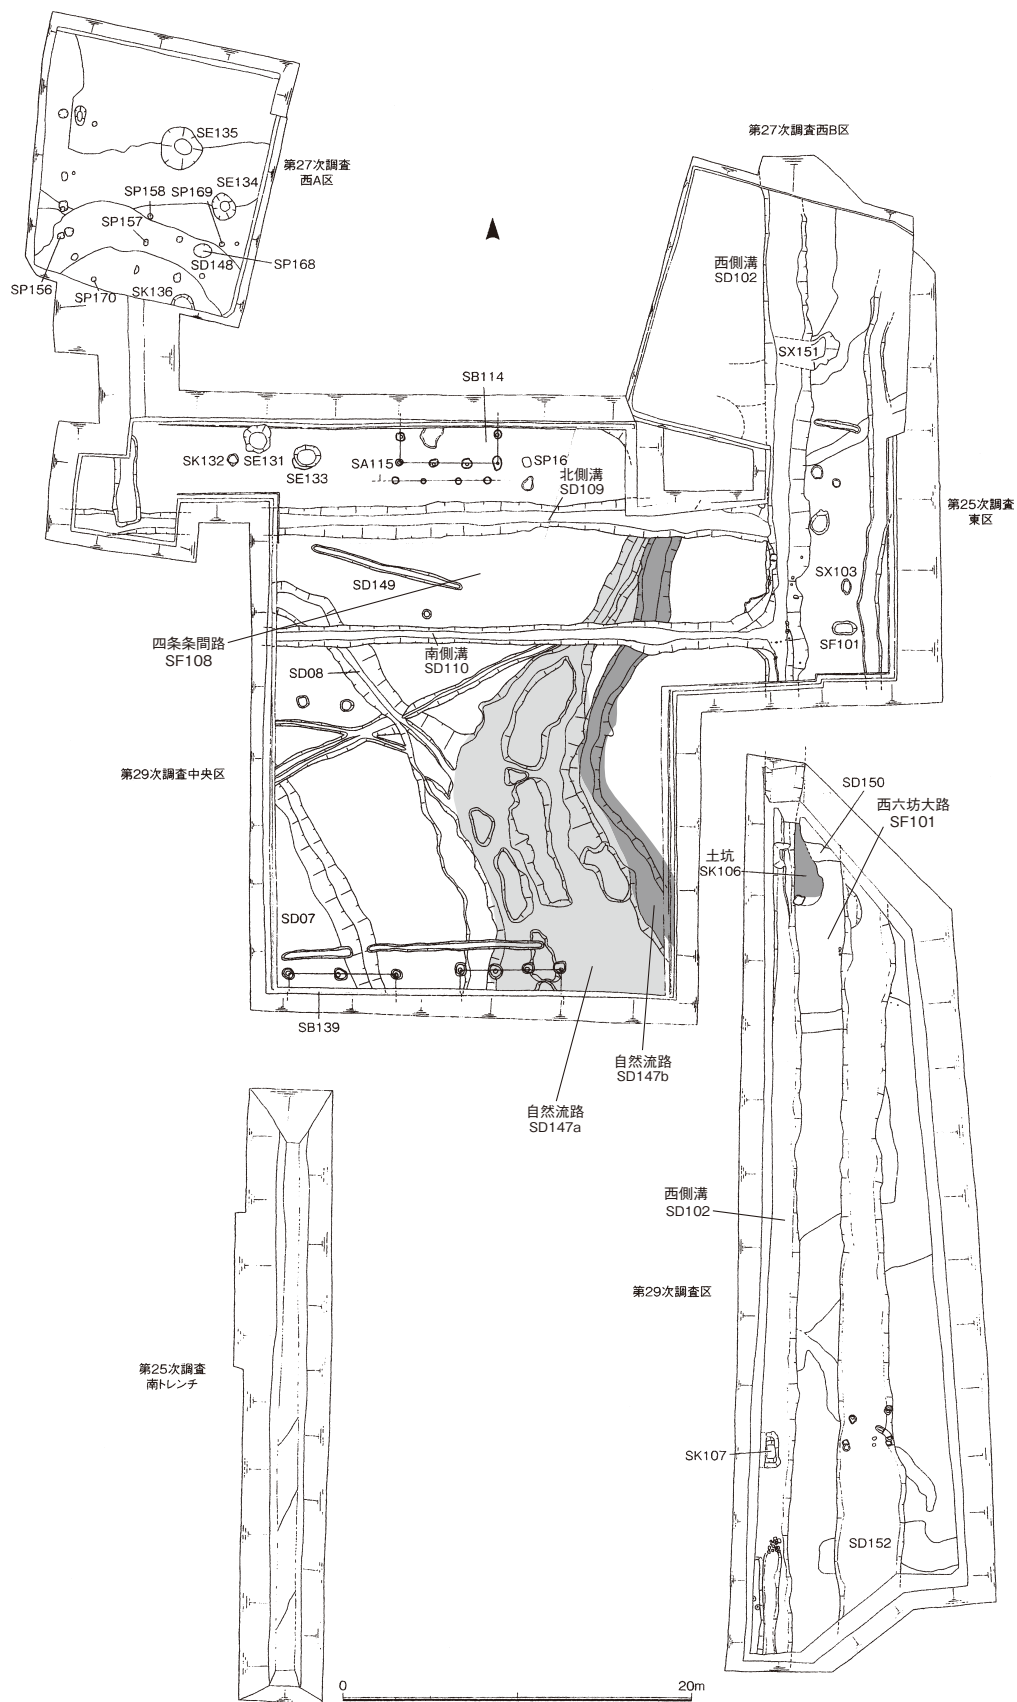 SE135
第27次調査
西A区
SP158
SP169
SE134
SP157
SD148
SP168
SP156
SP170
SK136
第27次調査西B区
西側溝
SD102
SX151
SB114
SK132
SE131
SE133
SA115
SP16
北側溝
SD109
第25次調査
東区
SD149
SX103
四条条間路
SF108
南側溝
SD110
SF101
SD08
第29次調査中央区
SD150
西六坊大路
SF101
土坑
SK106
SD07
SB139
自然流路
SD147b
自然流路
SD147a
西側溝
SD102
第29次調査区
第25次調査
南トレンチ
SK107
SD152
0
20m